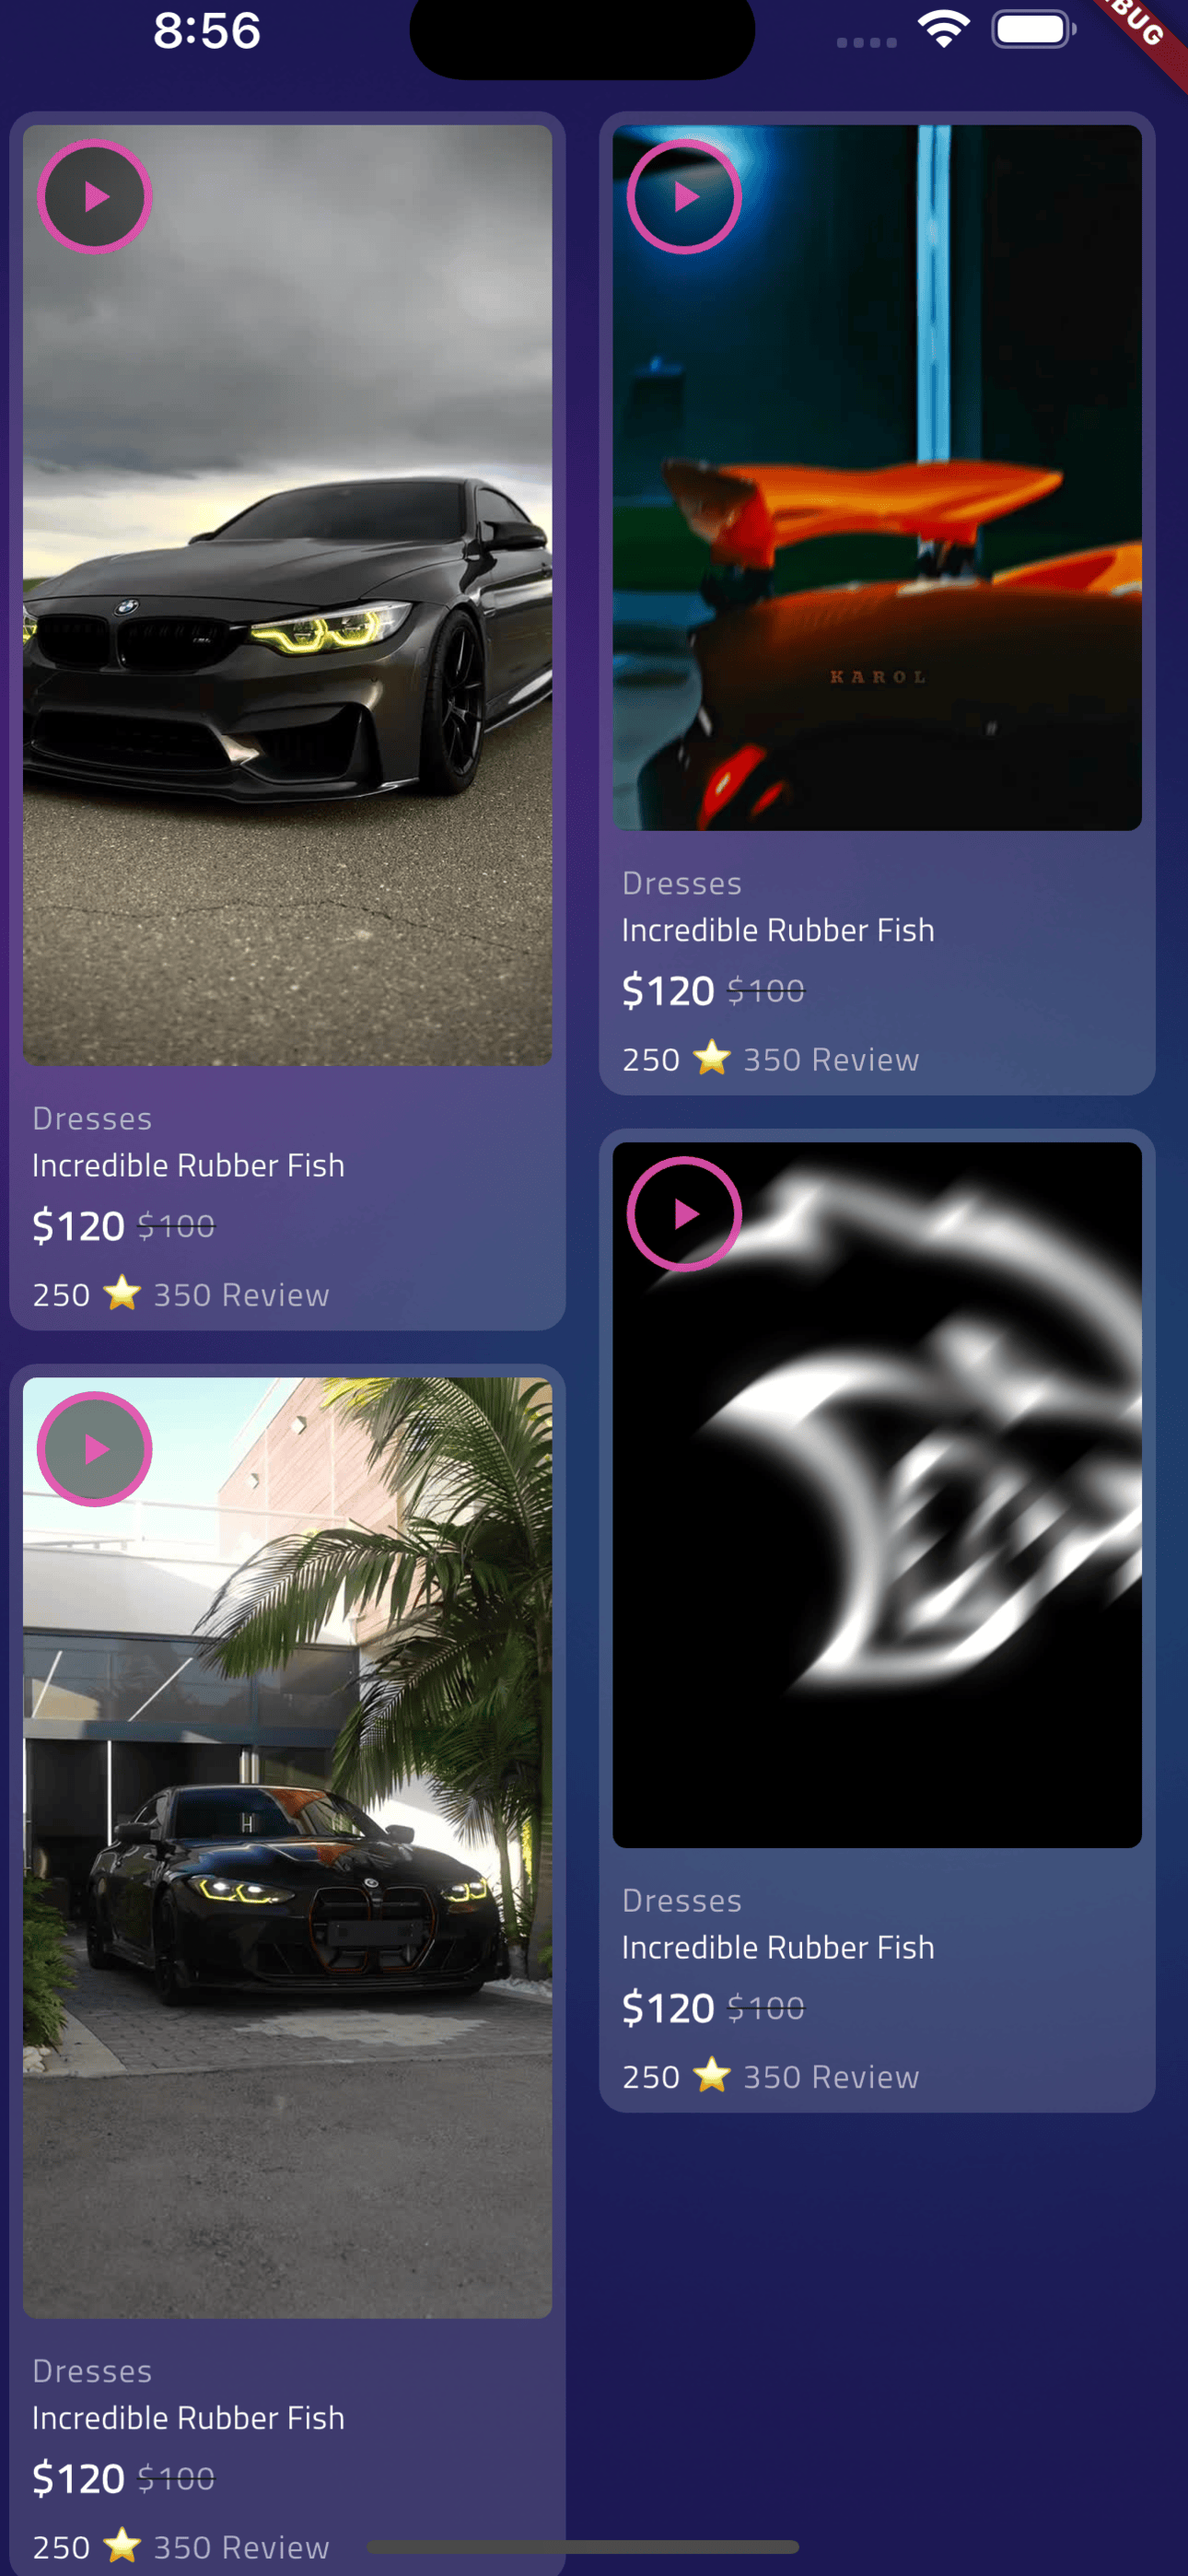 8:56
BUG
Dresses
Incredible Rubber Fish
$120 $100
250 ⭐ 350 Review
KAROL
Dresses
Incredible Rubber Fish
$120 $100
250 ⭐ 350 Review
Dresses
Incredible Rubber Fish
$120 $100
250 ⭐ 350 Review
Dresses
Incredible Rubber Fish
$120 $100
250 ⭐ 350 Review